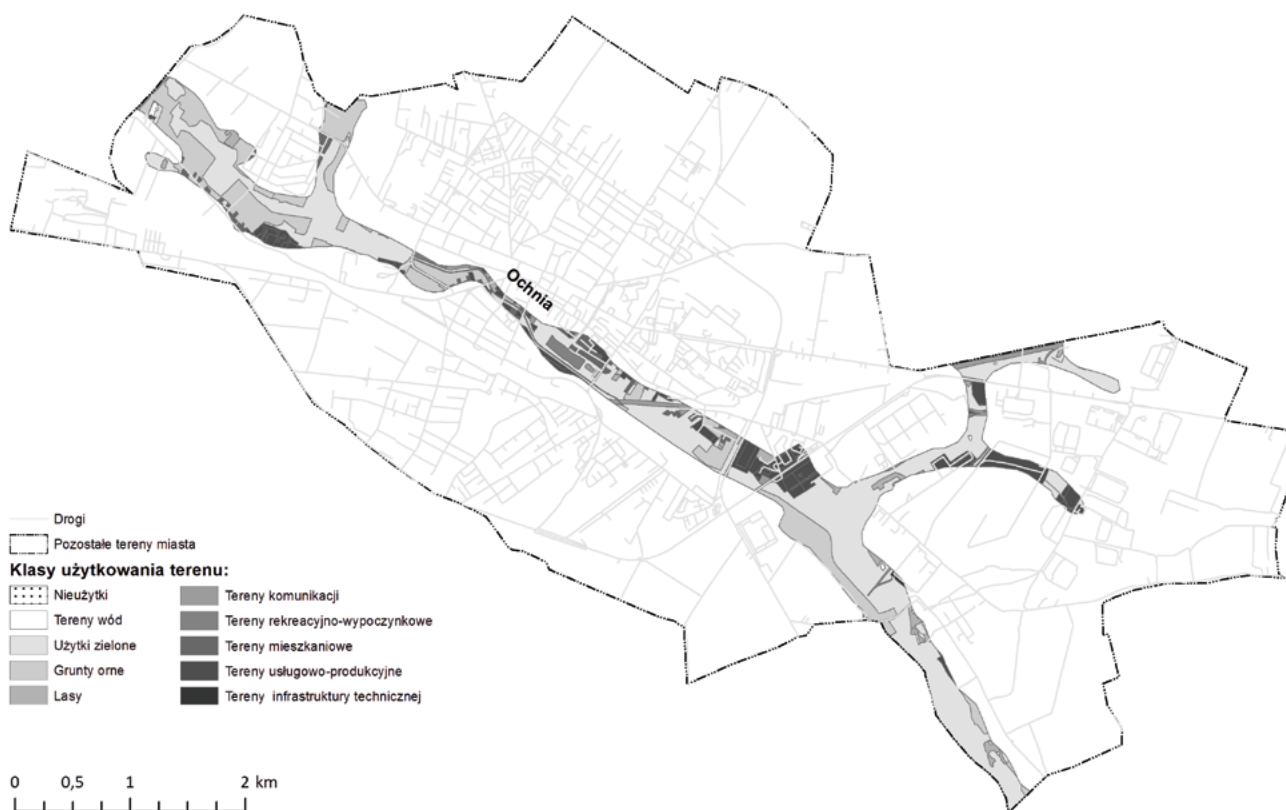 Ochnia
Drogi
Pozostałe tereny miasta
Klasy użytkowania terenu:
Nieużytki
Tereny wód
Użytki zielone
Grunty orne
Lasy
Tereny komunikacji
Tereny rekreacyjno-wypoczynkowe
Tereny mieszkaniowe
Tereny usługowo-produkcyjne
Tereny infrastruktury technicznej
0 0,5 1 2 km